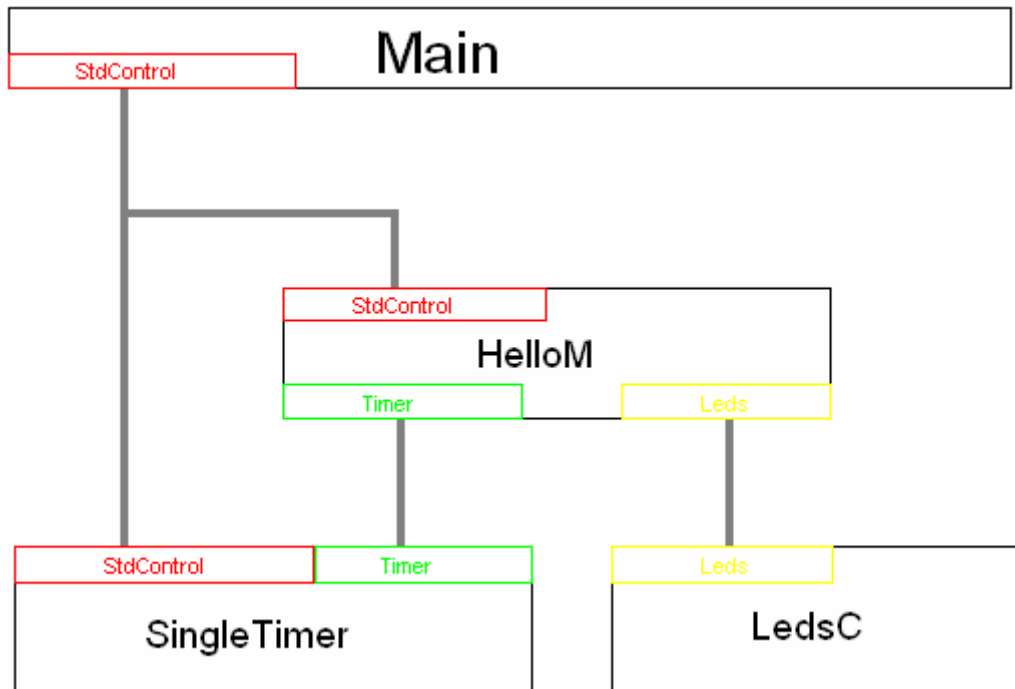 Main
StdControl
StdControl
HelloM
Timer Leds
StdControl Timer Leds
SingleTimer LedsC